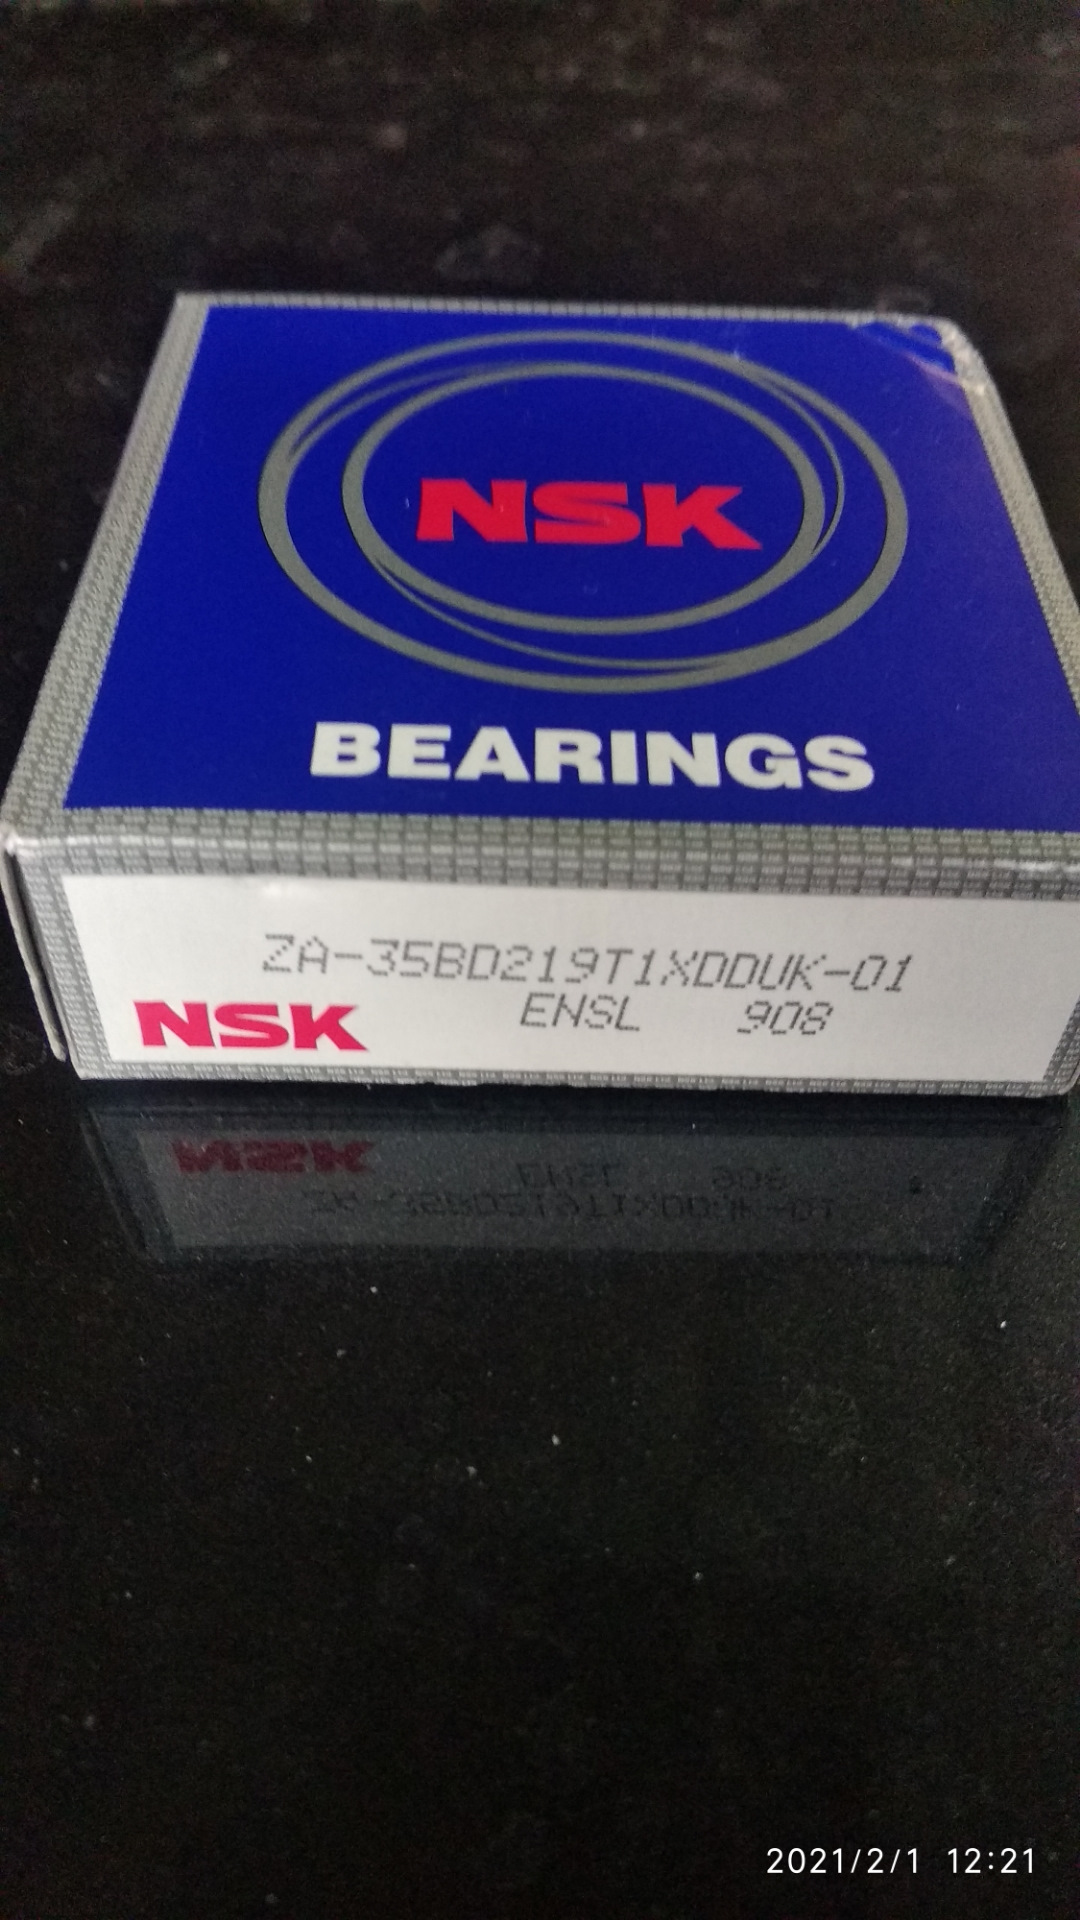 NSK
BEARINGS
ZA-35BD219T1XDDUK-01
NSK ENSL 908
2021/2/1 12:21